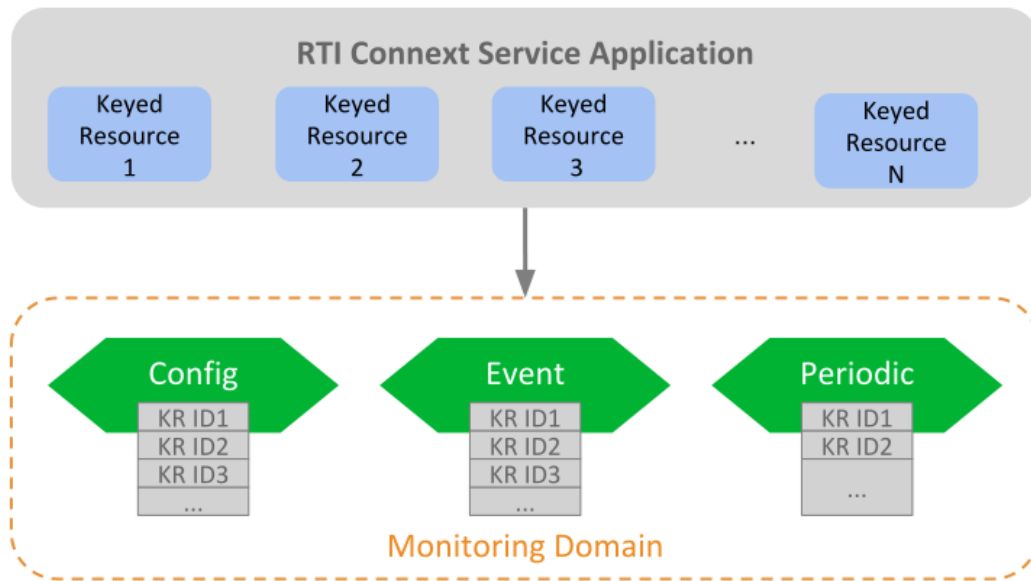 RTI Connext Service Application
Keyed
Resource
1
Keyed
Resource
2
Keyed
Resource
3
...
Keyed
Resource
N
Config
KR ID1
KR ID2
KR ID3
...
Event
KR ID1
KR ID2
KR ID3
...
Periodic
KR ID1
KR ID2
...
Monitoring Domain